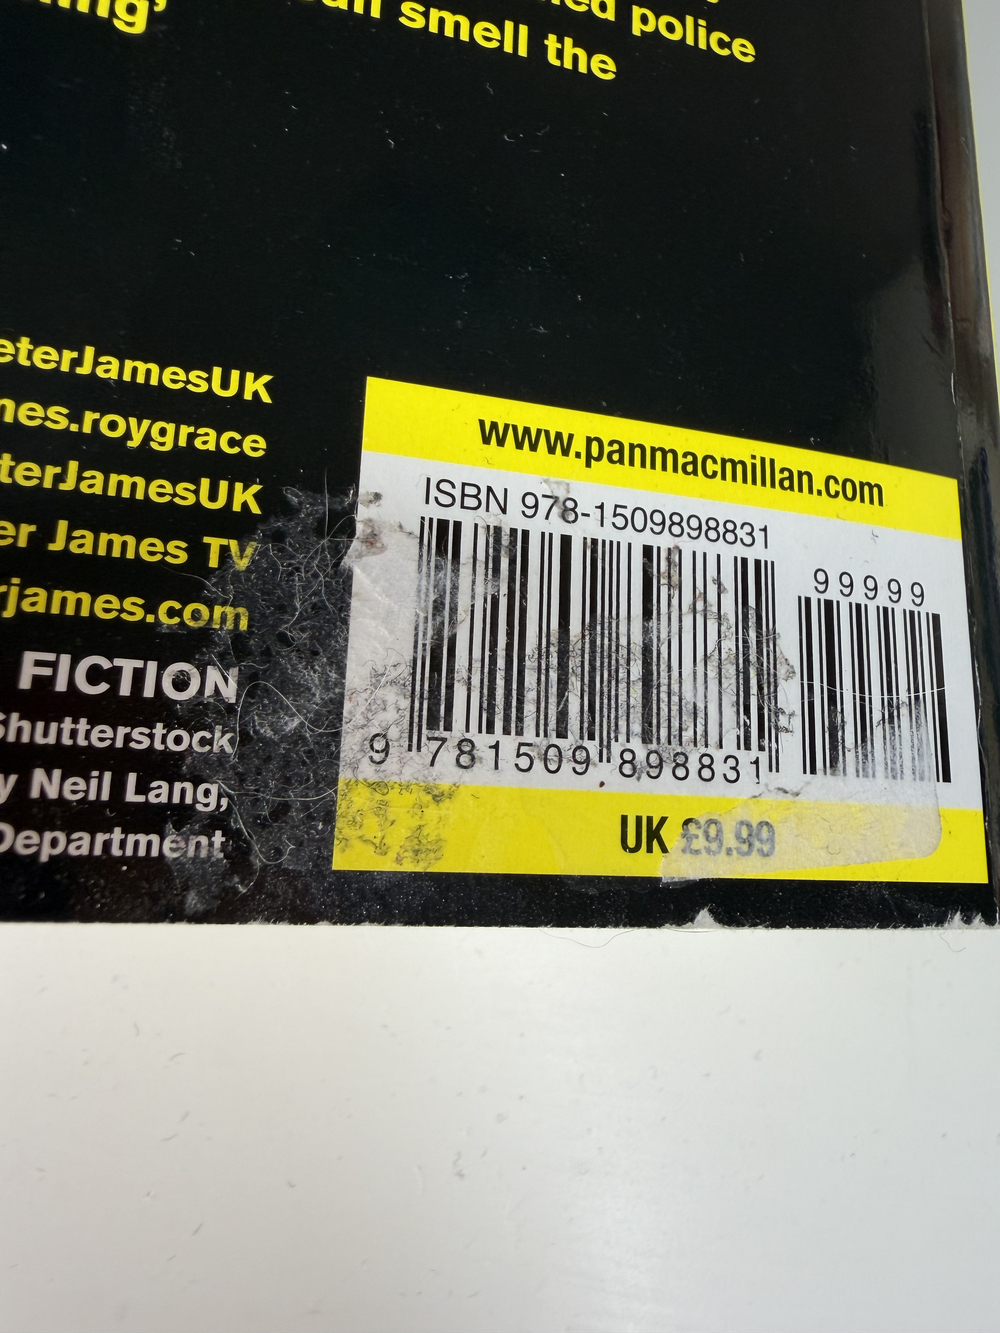 police
smell the
eterJamesUK
mes.roygrace
terJamesUK
er James TV
rjames.com
FICTION
Shutterstock
y Neil Lang,
Department
www.panmacmillan.com
ISBN 978-1509898831
99999
9 781509 898831
UK £9.99